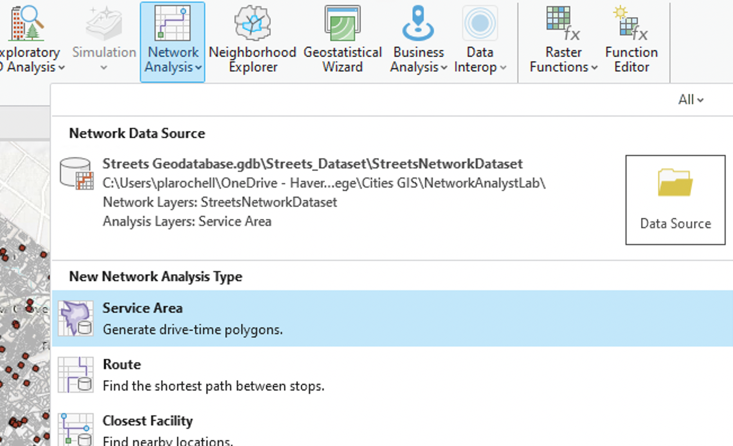 xploratory Simulation Network Neighborhood Geostatistical Business Data Raster Function
D Analysis Analysis Explorer Wizard Analysis Interop Functions Editor
All
Network Data Source
Streets Geodatabase.gdb\Streets_Dataset\StreetsNetworkDataset
C:\Users\plarochell\OneDrive - Haver...ege\Cities GIS\NetworkAnalystLab\
Network Layers: StreetsNetworkDataset
Analysis Layers: Service Area
Data Source
New Network Analysis Type
Service Area
Generate drive-time polygons.
Route
Find the shortest path between stops.
Closest Facility
Find nearby locations.